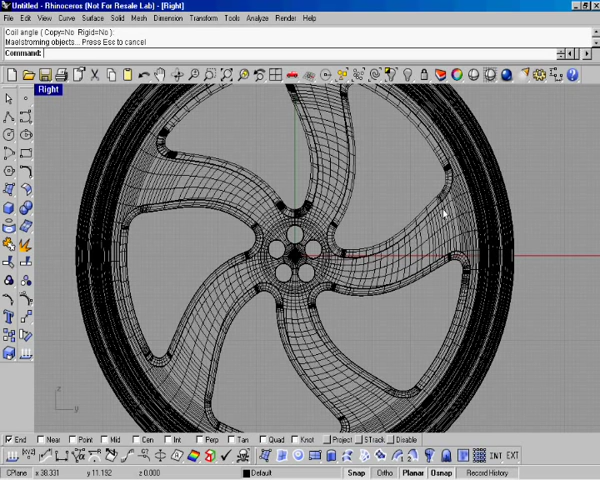 Untitled - Rhinoceros (Not For Resale Lab) - [Right]
File Edit View Curve Surface Solid Mesh Dimension Transform Tools Analyze Render Help
Coil angle ( Copy=No Rigid=No ):
Maelstroming objects... Press Esc to cancel
Command:
Right
z
y
End Near Point Mid Cen Int Perp Tan Quad Knot Project STrack Disable
INT EXT
CPlane x 38.331 y 11.192 z 0.000 Default Snap Ortho Planar Osnap Record History